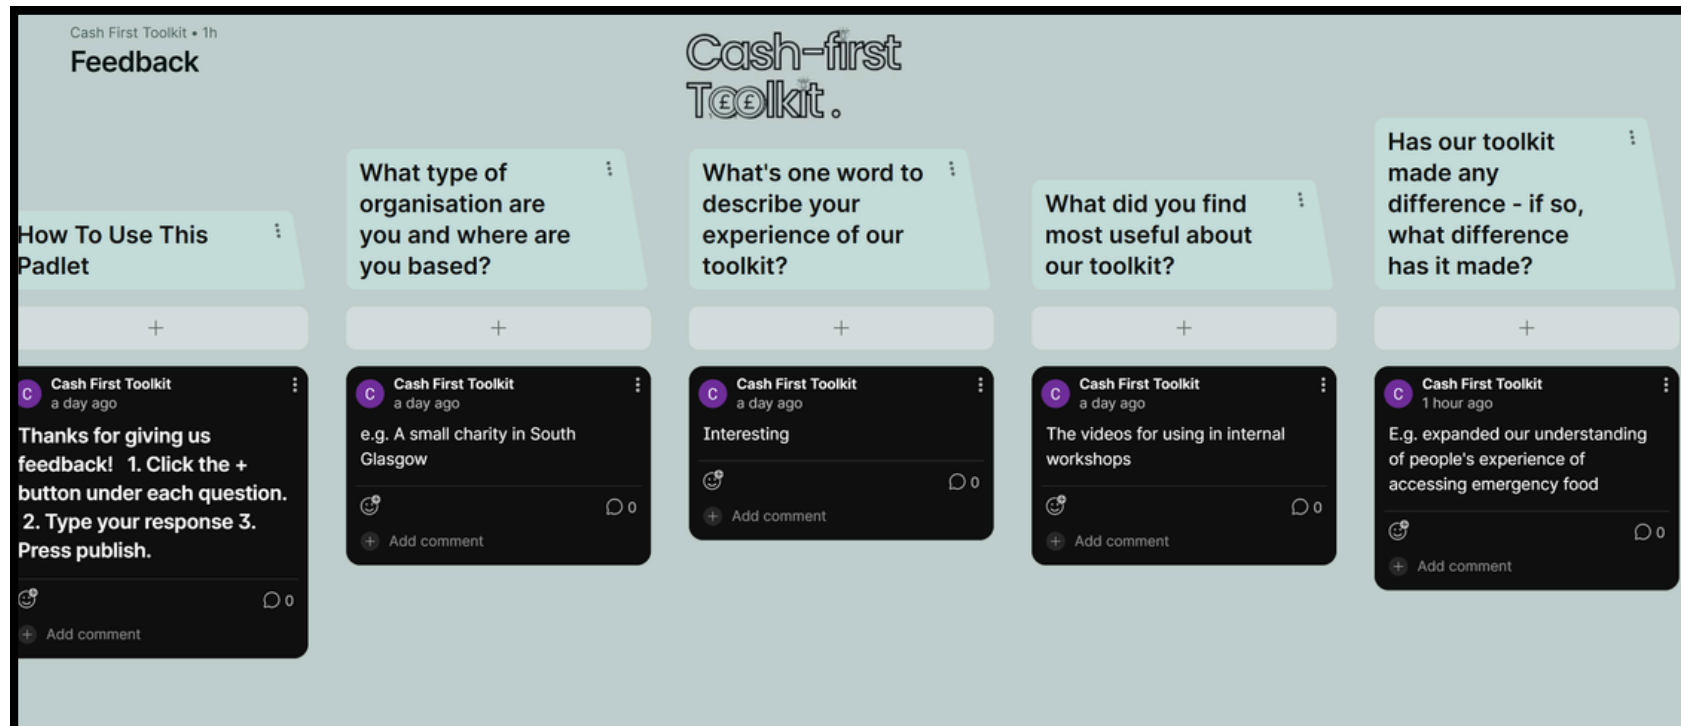 Cash First Toolkit • 1h
Feedback
Cash-first
T££lkit.
How To Use This
Padlet
+
C
Cash First Toolkit
a day ago
Thanks for giving us
feedback! 1. Click the +
button under each question.
2. Type your response 3.
Press publish.
0
+ Add comment
What type of
organisation are
you and where are
you based?
+
C
Cash First Toolkit
a day ago
e.g. A small charity in South
Glasgow
0
+ Add comment
What's one word to
describe your
experience of our
toolkit?
+
C
Cash First Toolkit
a day ago
Interesting
0
+ Add comment
What did you find
most useful about
our toolkit?
+
C
Cash First Toolkit
a day ago
The videos for using in internal
workshops
0
+ Add comment
Has our toolkit
made any
difference - if so,
what difference
has it made?
+
C
Cash First Toolkit
1 hour ago
E.g. expanded our understanding
of people's experience of
accessing emergency food
0
+ Add comment